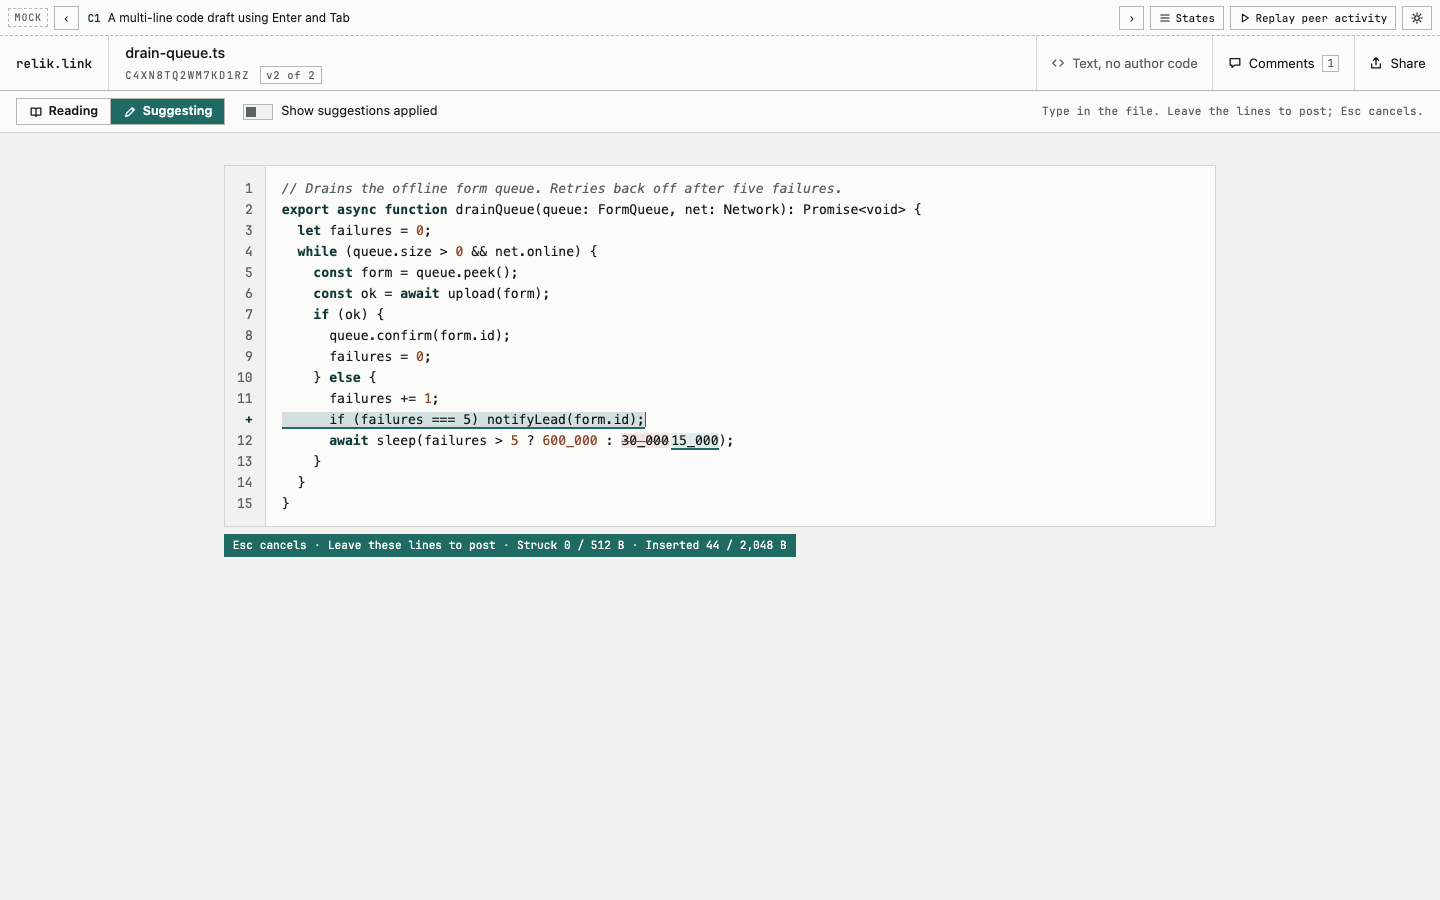 MOCK ‹ C1 A multi-line code draft using Enter and Tab › States Replay peer activity
relik.link
drain-queue.ts
C4XN8TQ2WM7KD1RZ v2 of 2
Text, no author code
Comments 1
Share
Reading Suggesting Show suggestions applied Type in the file. Leave the lines to post; Esc cancels.
1 // Drains the offline form queue. Retries back off after five failures.
2 export async function drainQueue(queue: FormQueue, net: Network): Promise<void> {
3 let failures = 0;
4 while (queue.size > 0 && net.online) {
5 const form = queue.peek();
6 const ok = await upload(form);
7 if (ok) {
8 queue.confirm(form.id);
9 failures = 0;
10 } else {
11 failures += 1;
+ if (failures === 5) notifyLead(form.id);
12 await sleep(failures > 5 ? 600_000 : 30_00015_000);
13 }
14 }
15 }
Esc cancels · Leave these lines to post · Struck 0 / 512 B · Inserted 44 / 2,048 B